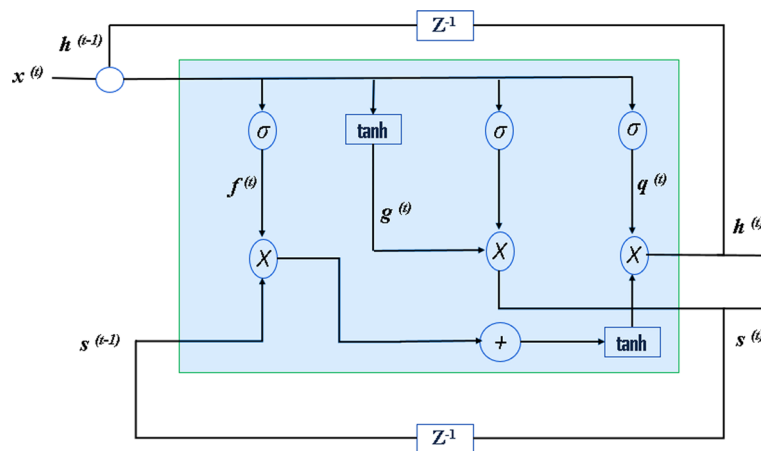 Z⁻¹
h ⁽ᵗ⁻¹⁾
x ⁽ᵗ⁾
σ tanh σ σ
f ⁽ᵗ⁾ g ⁽ᵗ⁾ q ⁽ᵗ⁾
X X X h ⁽ᵗ⁾
s ⁽ᵗ⁻¹⁾ + tanh s ⁽ᵗ⁾
Z⁻¹